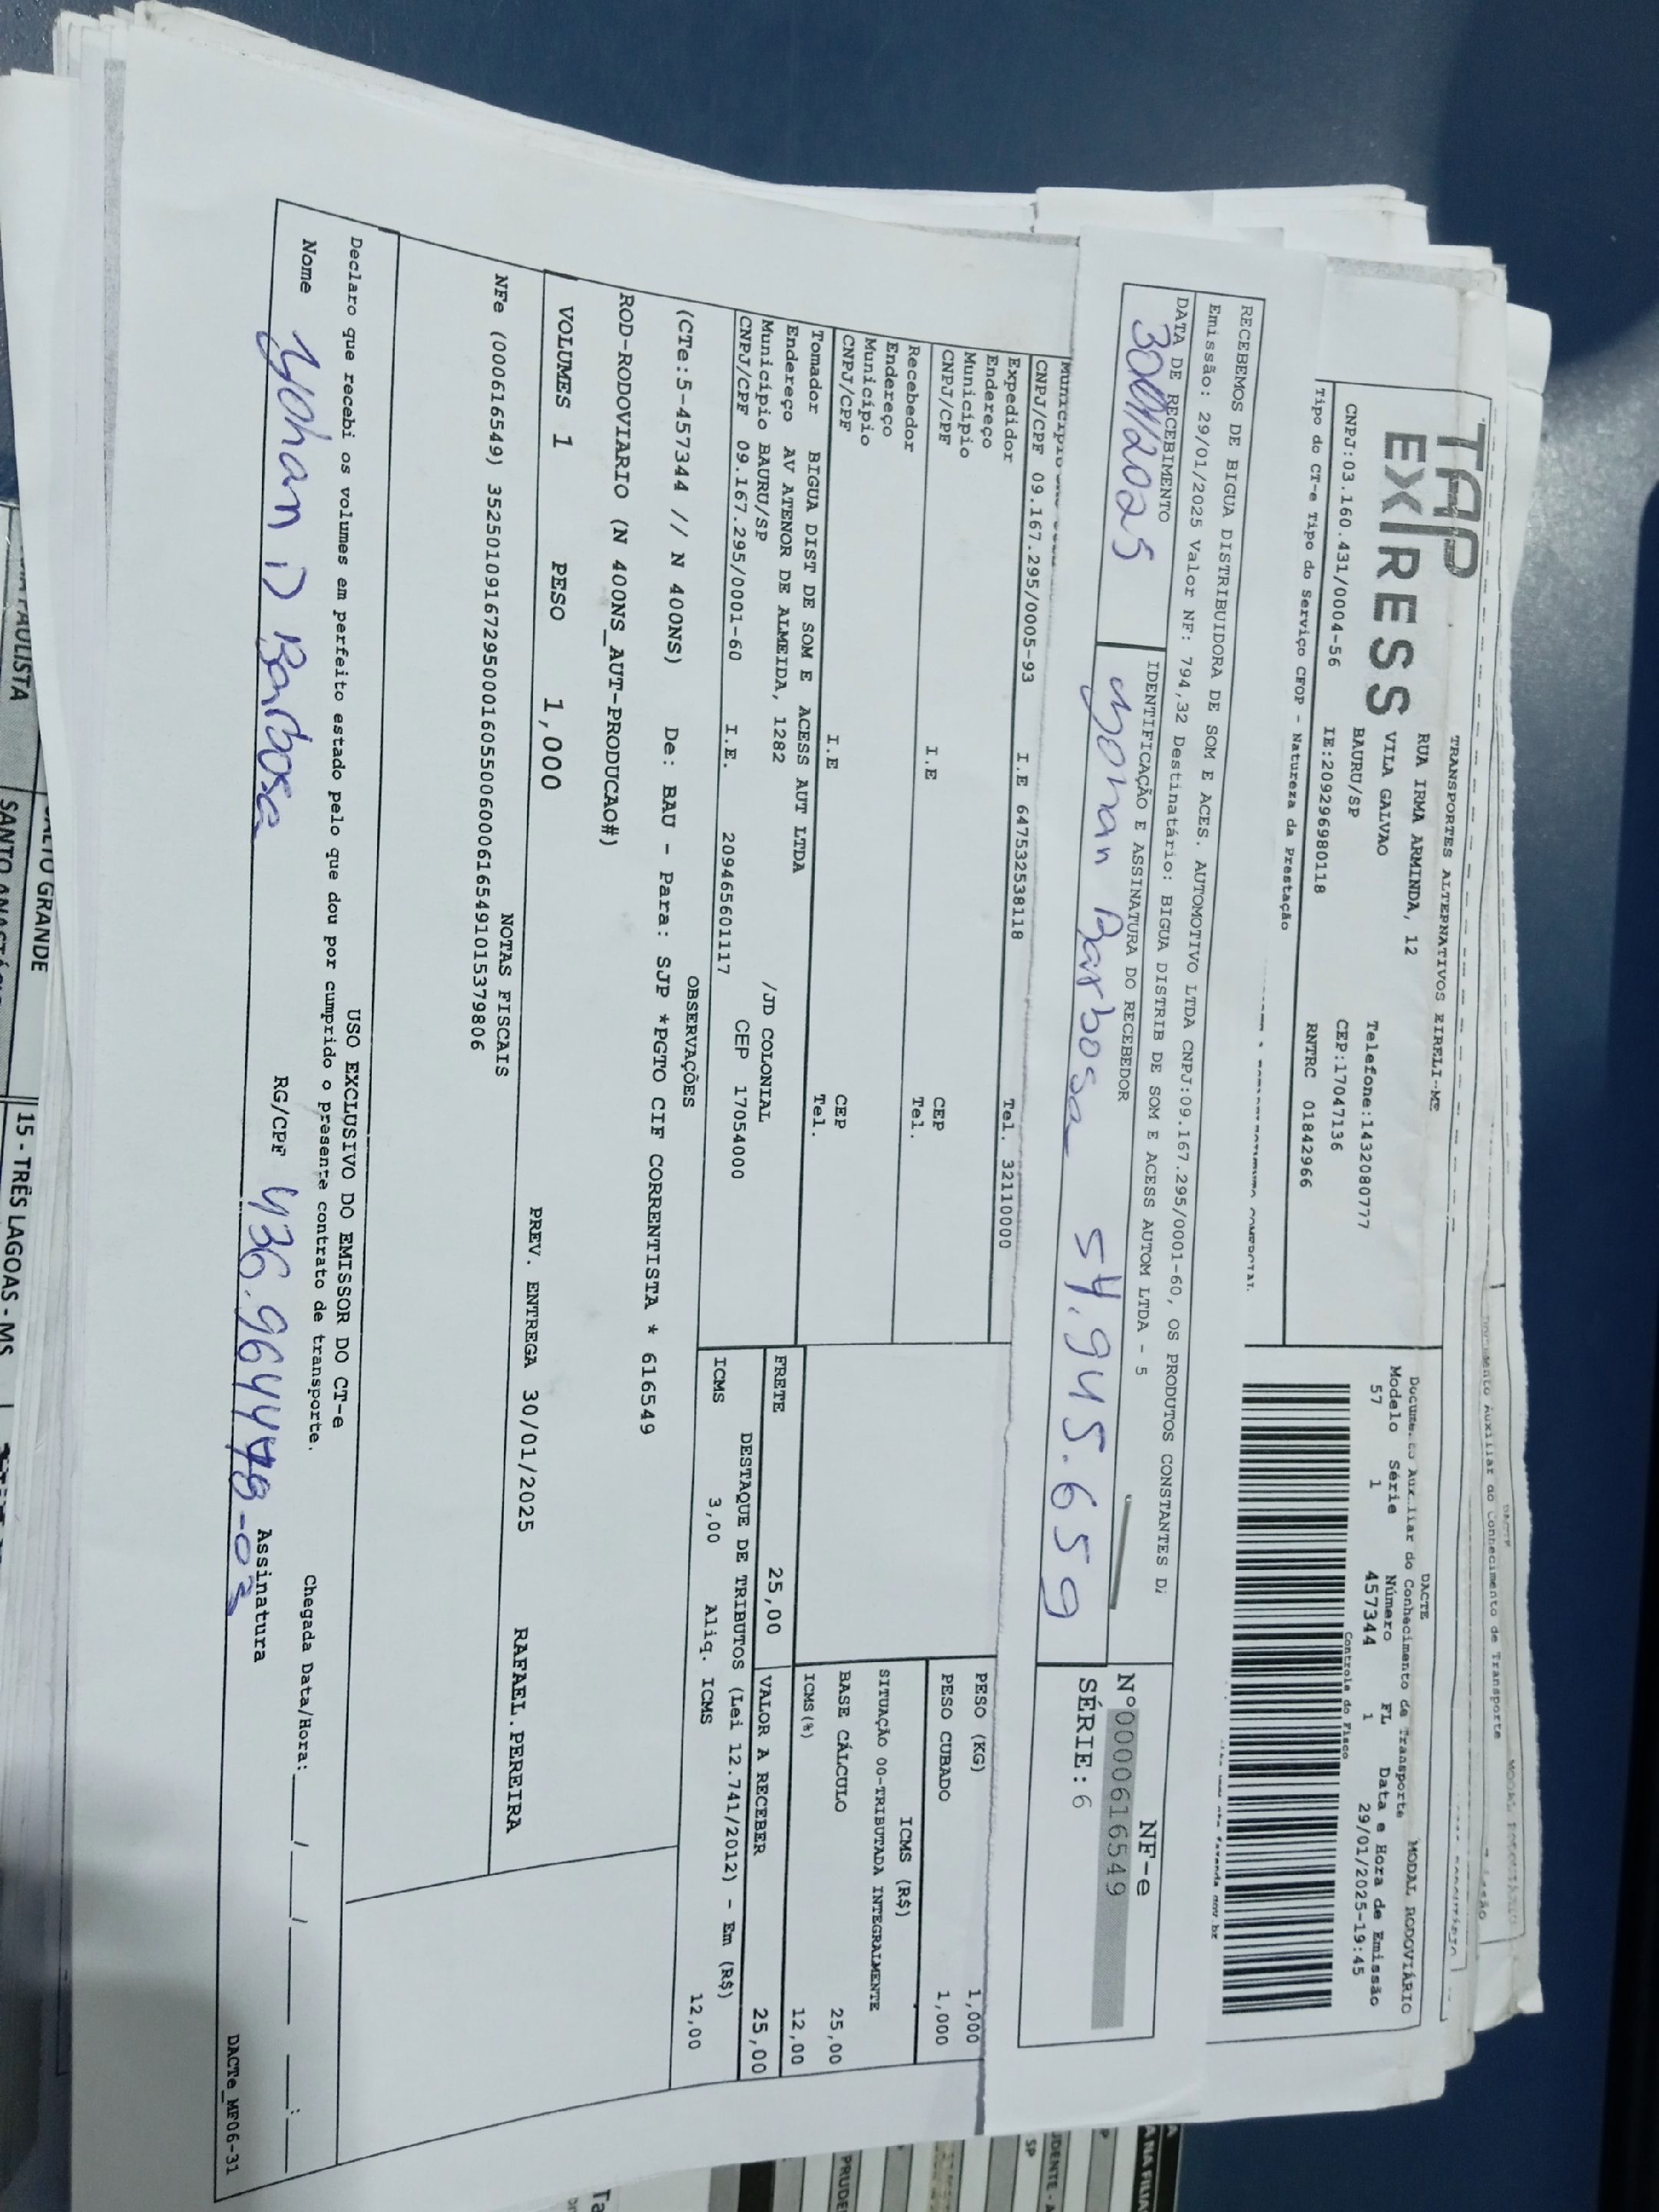 TAP
EXPRESS
TRANSPORTES ALTERNATIVOS EIRELI-ME
RUA IRMA ARMINDA, 12
VILA GALVAO
BAURU/SP
Telefone:1432080777
CEP:17047136
CNPJ:03.160.431/0004-56 IE:209296980118 RNTRC 01842966
Tipo do CT-e Tipo do Serviço CFOP - Natureza da Prestação
DACTE
Documento Auxiliar do Conhecimento de Transporte MODAL RODOVIÁRIO
Modelo Série Número FL Data e Hora de Emissão
57 1 457344 1 29/01/2025-19:45
Controle do Fisco
RECEBEMOS DE BIGUA DISTRIBUIDORA DE SOM E ACES. AUTOMOTIVO LTDA CNPJ:09.167.295/0001-60, OS PRODUTOS CONSTANTES
Emissão: 29/01/2025 Valor NF: 794,32 Destinatário: BIGUA DISTRIB DE SOM E ACESS AUTOM LTDA - 5
DATA DE RECEBIMENTO IDENTIFICAÇÃO E ASSINATURA DO RECEBEDOR
30/01/2025 Yohan Barbosa 54.945.659
NF-e
N°0000616549
SÉRIE:6
CNPJ/CPF 09.167.295/0005-93 I.E 647532538118
Expedidor Tel. 32110000
Endereço
Município
CNPJ/CPF I.E CEP
Recebedor Tel.
Endereço
Município
CNPJ/CPF I.E CEP
Tomador BIGUA DIST DE SOM E ACESS AUT LTDA Tel.
Endereço AV ATENOR DE ALMEIDA, 1282
Município BAURU/SP /JD COLONIAL
CNPJ/CPF 09.167.295/0001-60 I.E. 209465601117 CEP 17054000
PESO (KG) 1,000
PESO CUBADO 1,000
ICMS (R$)
SITUAÇÃO 00-TRIBUTADA INTEGRALMENTE
BASE CÁLCULO 25,00
ICMS(%) 12,00
FRETE 25,00 VALOR A RECEBER 25,00
DESTAQUE DE TRIBUTOS (Lei 12.741/2012) - Em (R$)
ICMS 3,00 Aliq. ICMS 12,00
OBSERVAÇÕES
(CTe:5-457344 // N 400NS) De: BAU - Para: SJP *PGTO CIF CORRENTISTA * 616549
ROD-RODOVIARIO (N 400NS_AUT-PRODUCAO#)
VOLUMES 1 PESO 1,000 PREV. ENTREGA 30/01/2025 RAFAEL.PEREIRA
NOTAS FISCAIS
NFe (000616549) 35250109167295000160550060006165491015379806
USO EXCLUSIVO DO EMISSOR DO CT-e
Declaro que recebi os volumes em perfeito estado pelo que dou por cumprido o presente contrato de transporte.
Chegada Data/Hora: ___/___/___ __:__
Nome Yohan D Barbosa RG/CPF Assinatura
DACTe_MF06-31
SANTO
15 - TRÊS LAGOAS - MS